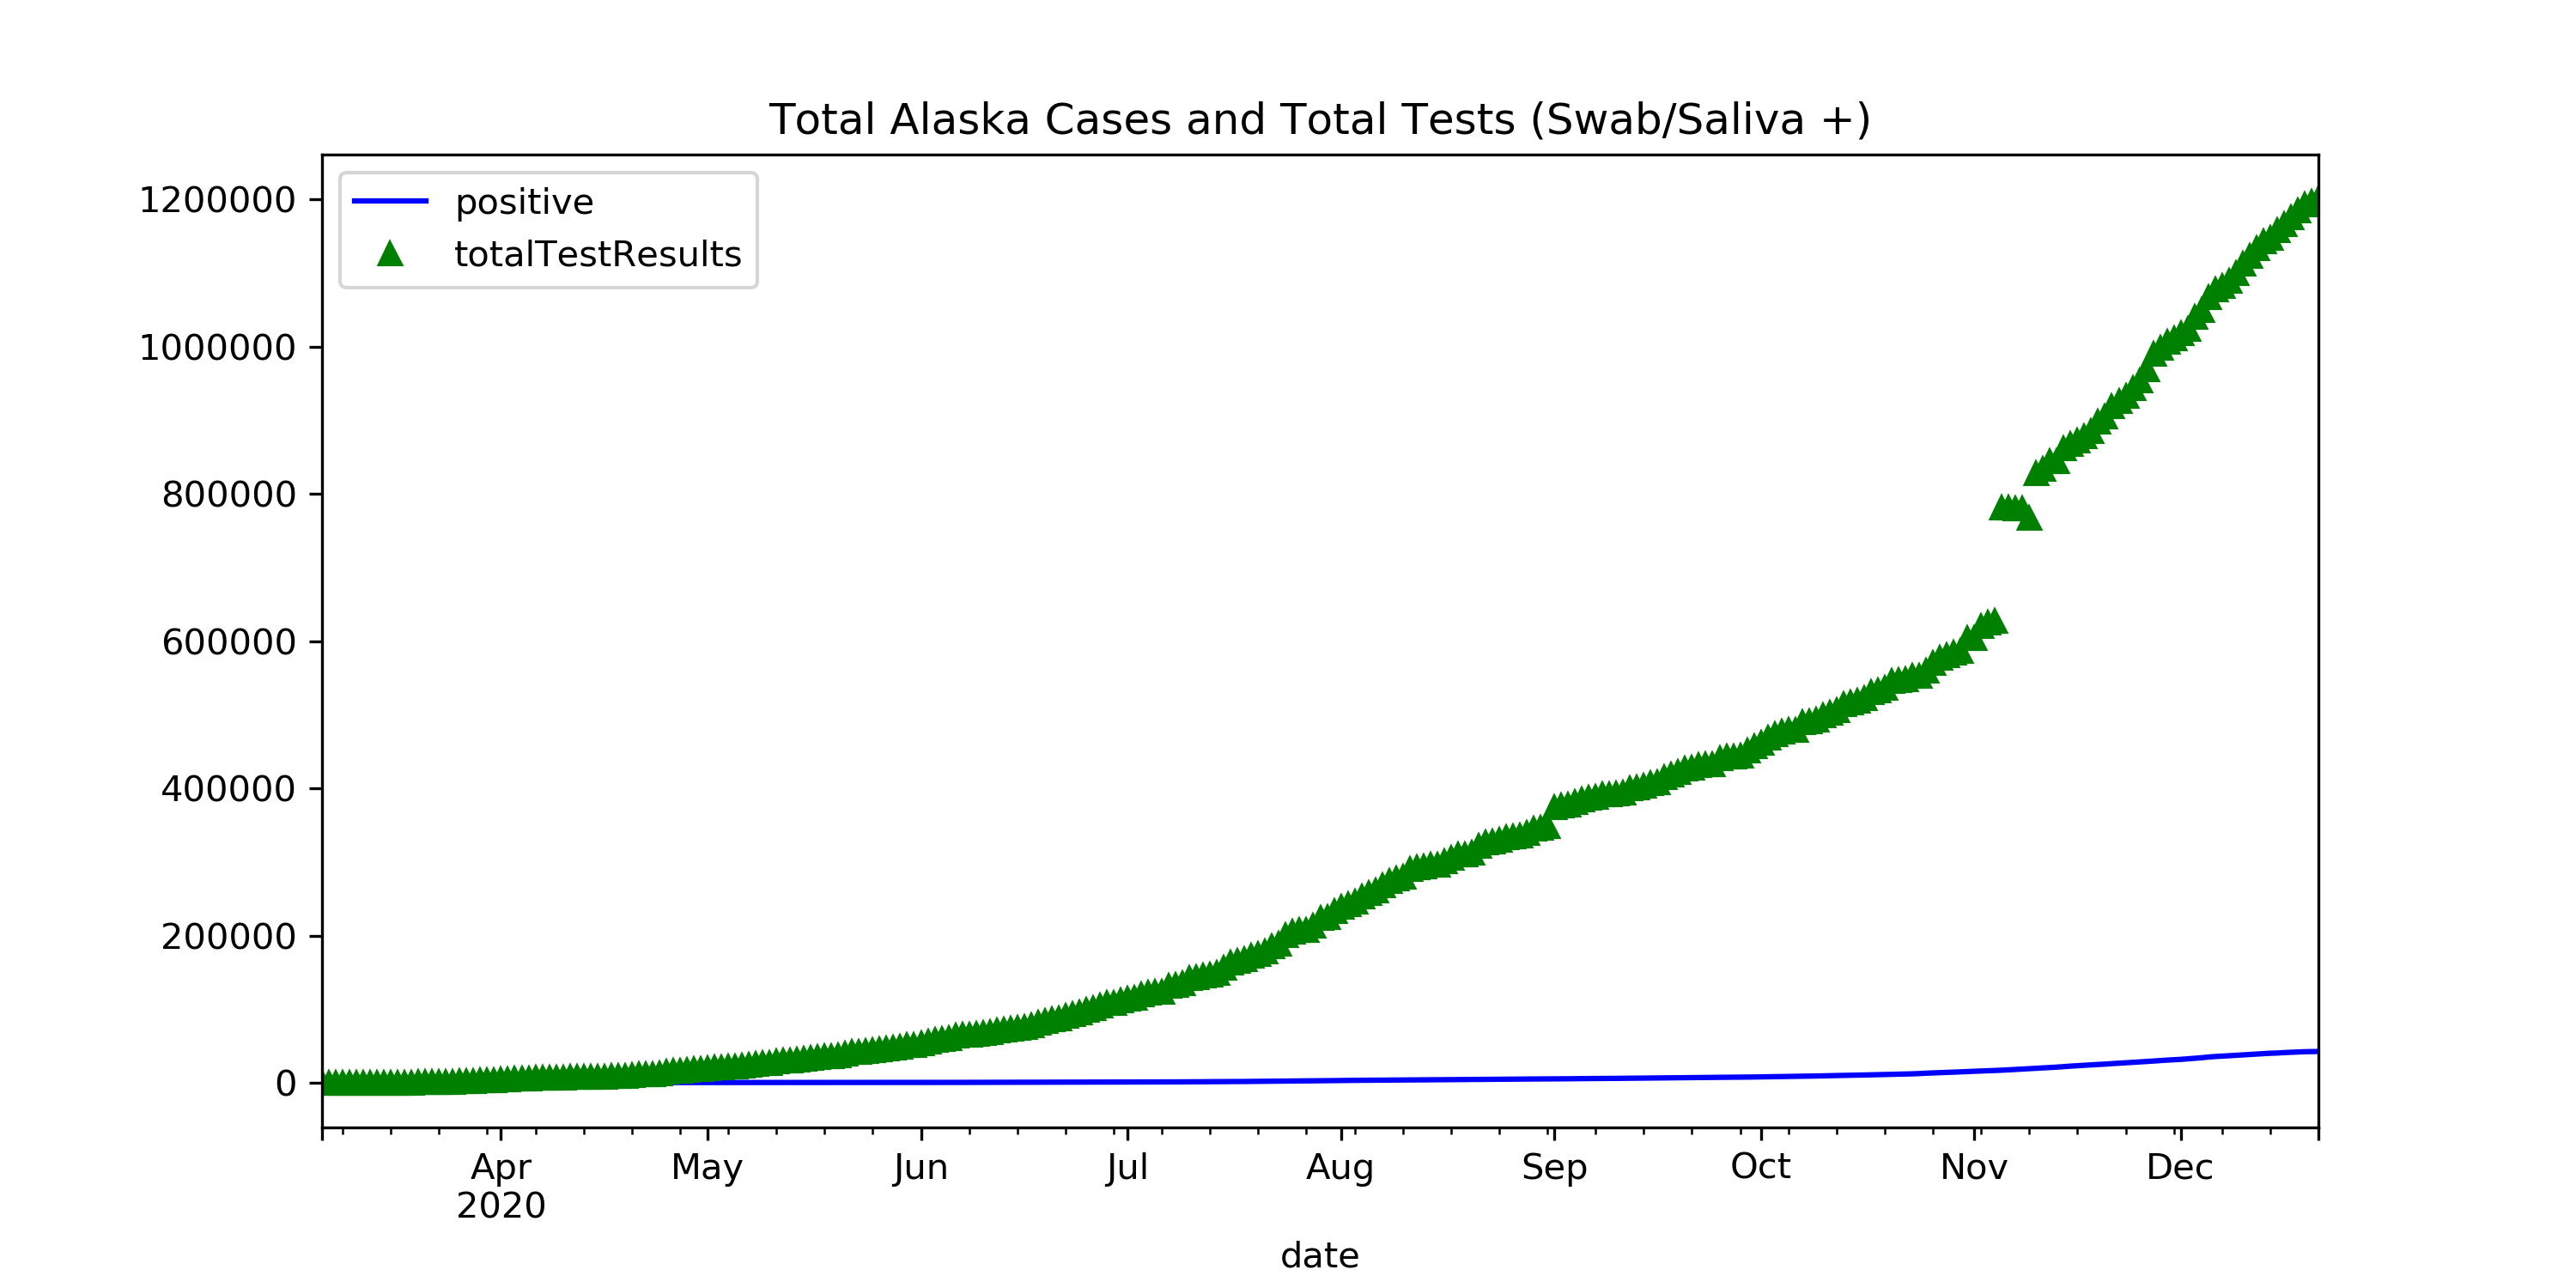 Total Alaska Cases and Total Tests (Swab/Saliva +)
positive
totalTestResults
1200000
1000000
800000
600000
400000
200000
0
Apr May Jun Jul Aug Sep Oct Nov Dec
2020
date